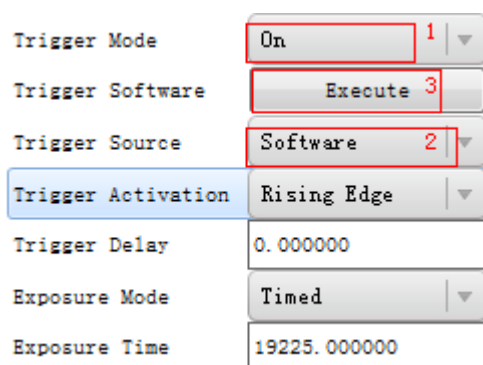 Trigger Mode On 1
Trigger Software Execute 3
Trigger Source Software 2
Trigger Activation Rising Edge
Trigger Delay 0.000000
Exposure Mode Timed
Exposure Time 19225.000000